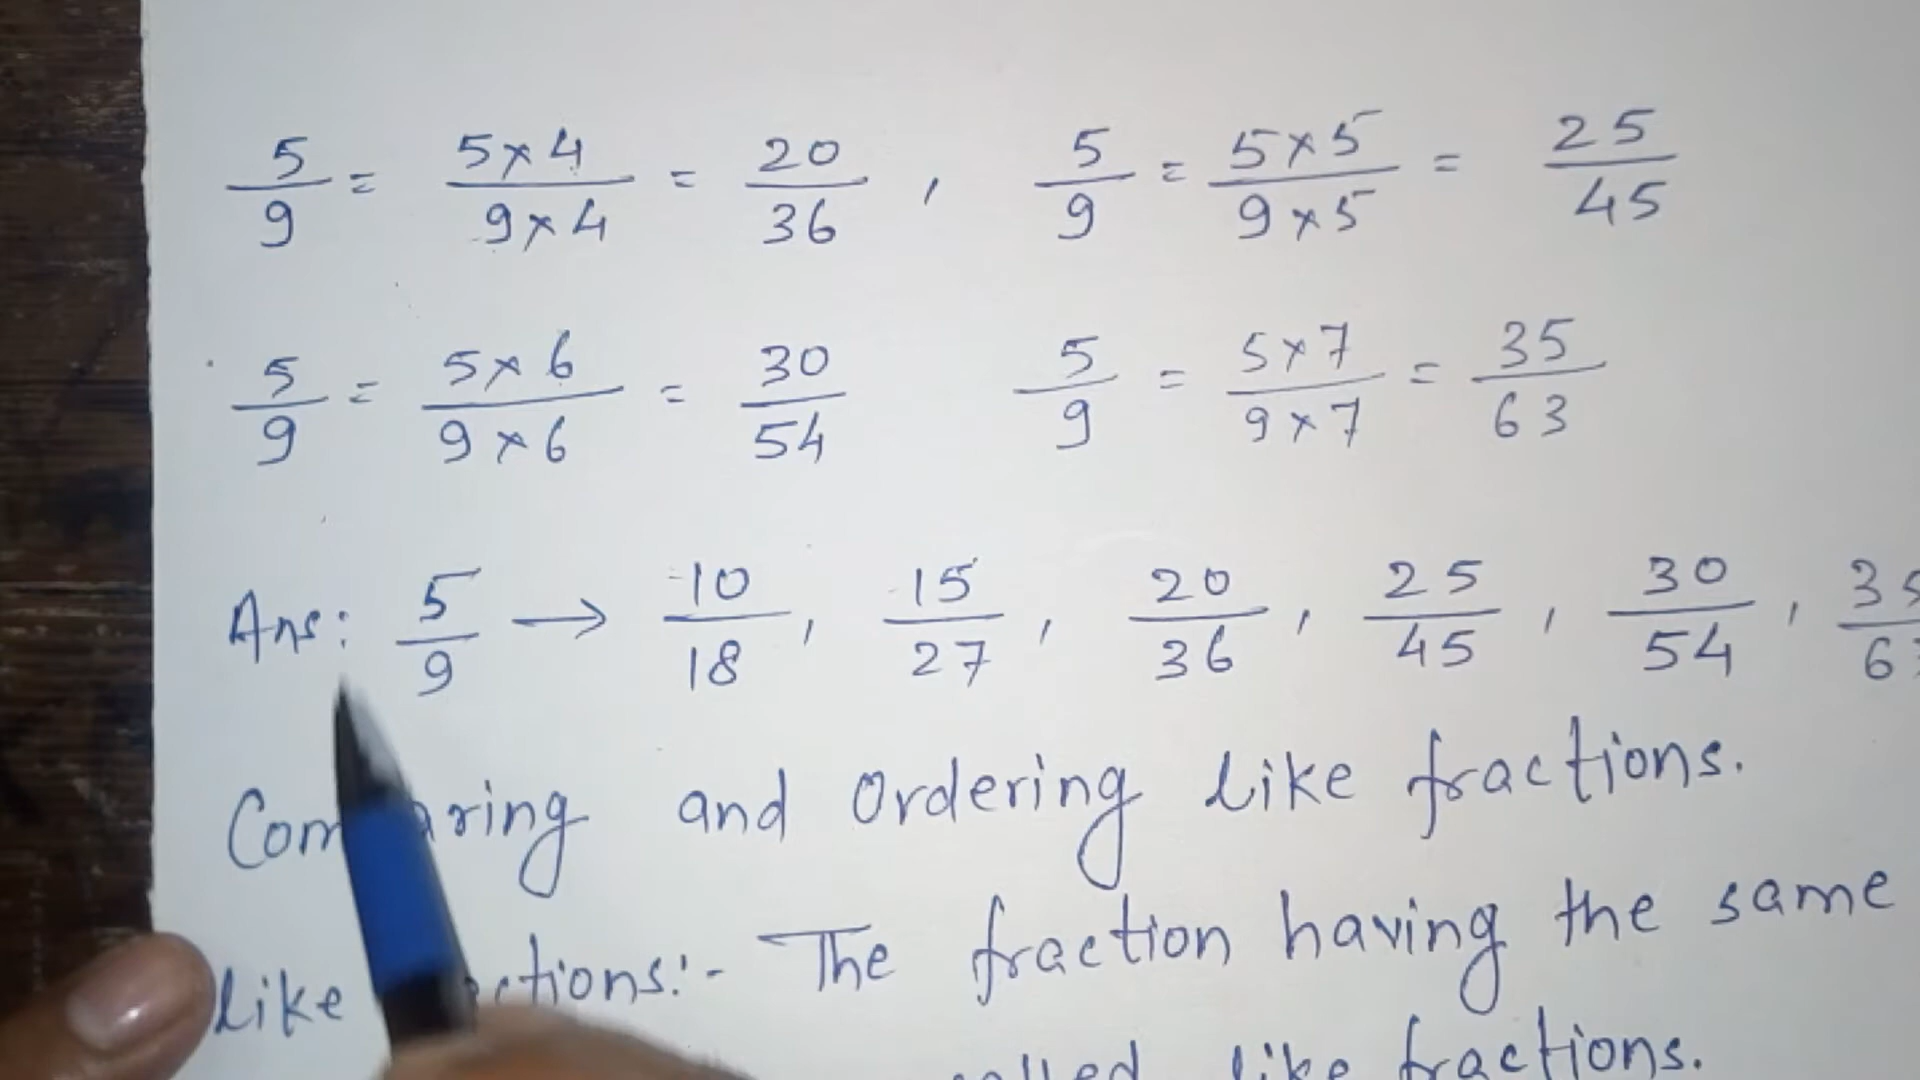 5/9 = 5×4/9×4 = 20/36 , 5/9 = 5×5/9×5 = 25/45
5/9 = 5×6/9×6 = 30/54 5/9 = 5×7/9×7 = 35/63
Ans: 5/9 → 10/18 , 15/27 , 20/36 , 25/45 , 30/54 ,
and Ordering like fractions.
like :- The fraction having the same
like fractions.